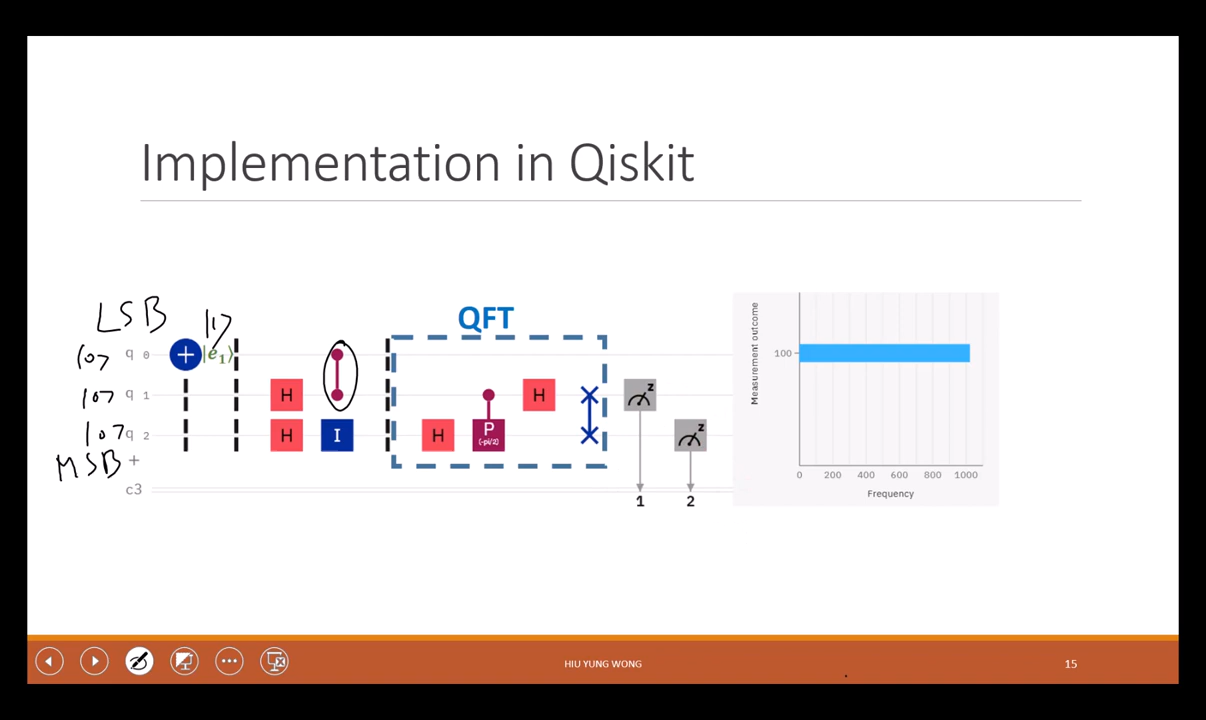 Implementation in Qiskit
LSB
|1⟩
QFT
|0⟩ q 0 + |e₁⟩
|0⟩ q 1 H H z
|0⟩ q 2 H I H P (-pi/2) z
MSB +
c3
1 2
Measurement outcome
100
0 200 400 600 800 1000
Frequency
HIU YUNG WONG
15